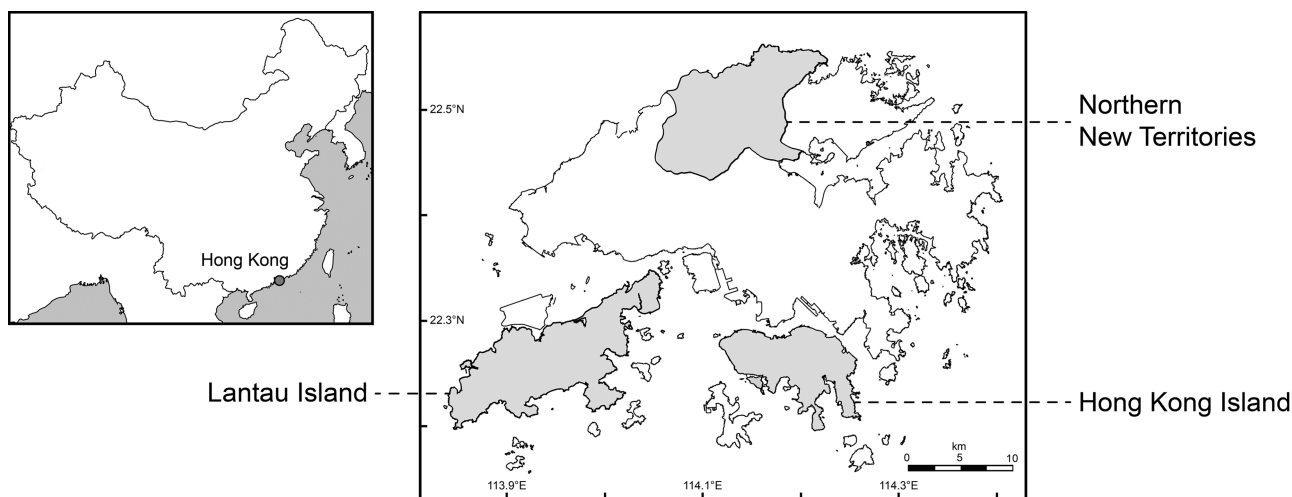 Hong Kong
22.5°N
22.3°N
Northern
New Territories
Lantau Island
Hong Kong Island
km
0 5 10
113.9°E 114.1°E 114.3°E